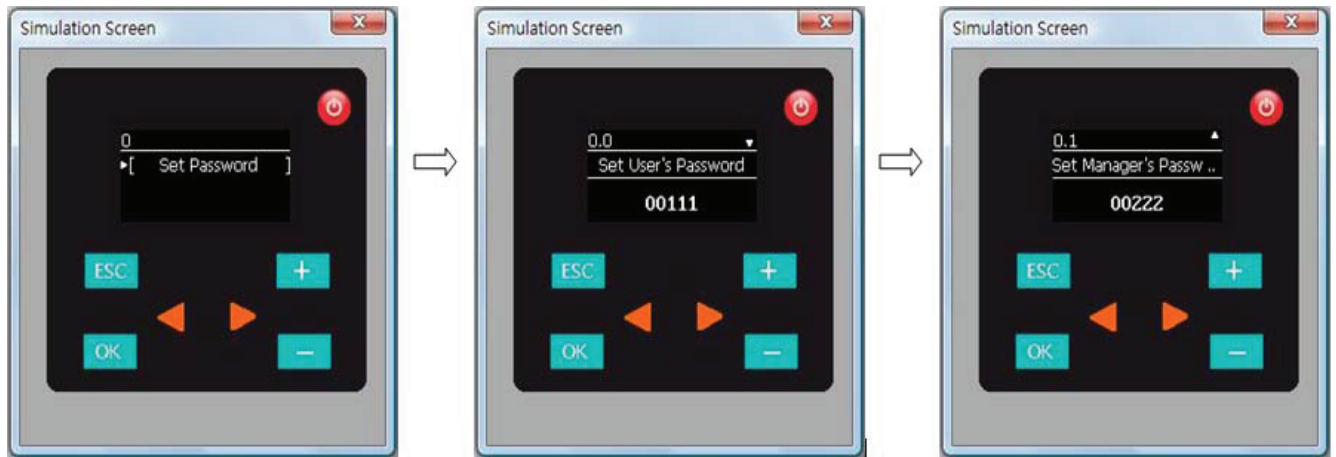 Simulation Screen
0
▸[ Set Password ]
ESC
+
OK
−
Simulation Screen
0.0 ▾
Set User's Password
00111
ESC
+
OK
−
Simulation Screen
0.1 ▴
Set Manager's Passw ..
00222
ESC
+
OK
−